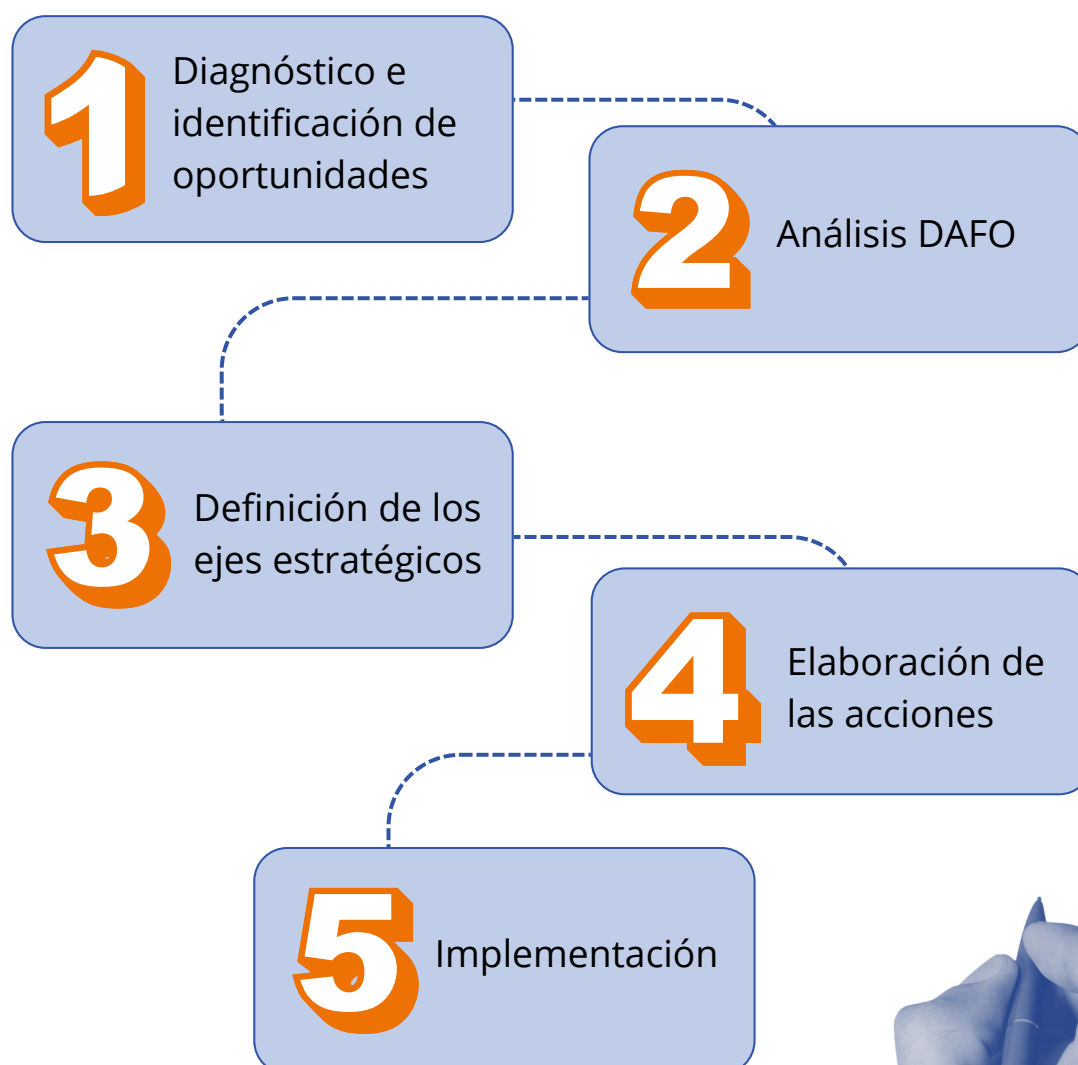 1
Diagnóstico e
identificación de
oportunidades
2
Análisis DAFO
3
Definición de los
ejes estratégicos
4
Elaboración de
las acciones
5
Implementación